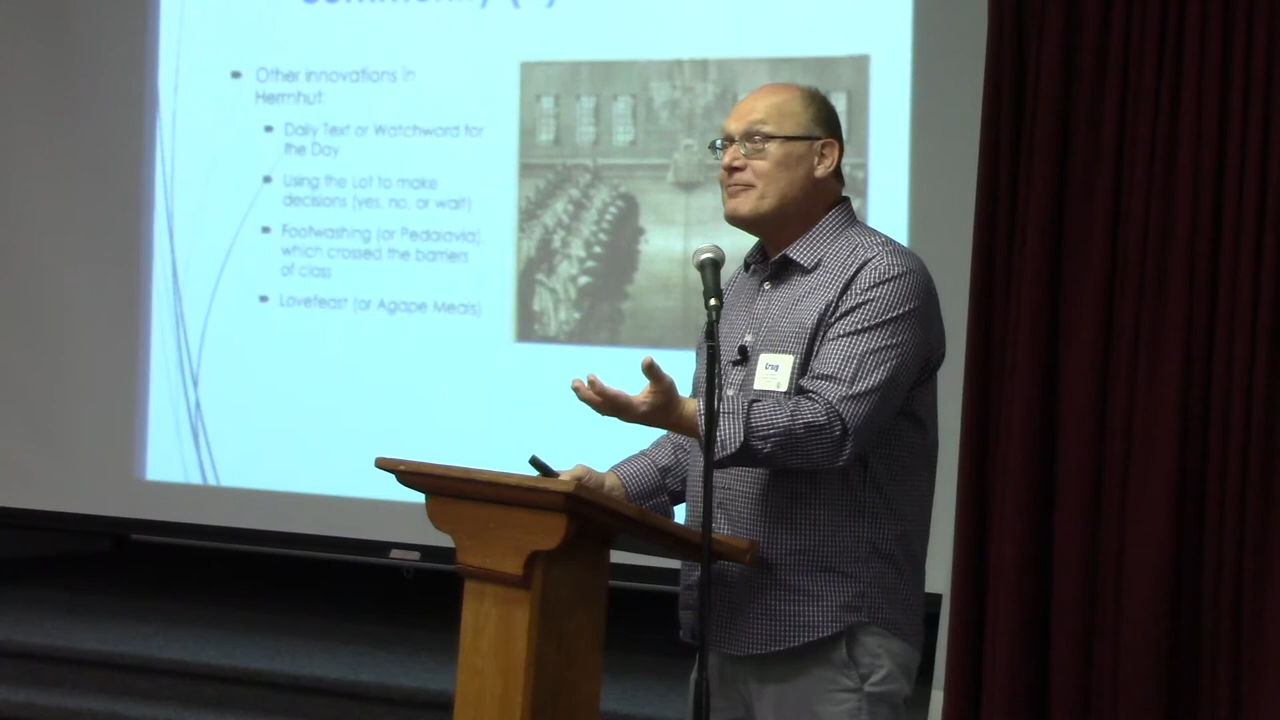 Community
Other innovations in
Herrnhut:
Daily Text or Watchword for
the Day
Using the Lot to make
decisions (yes, no, or wait)
Footwashing (or Pedalavia),
which crossed the barriers
of class
Lovefeast (or Agape Meals)
Craig